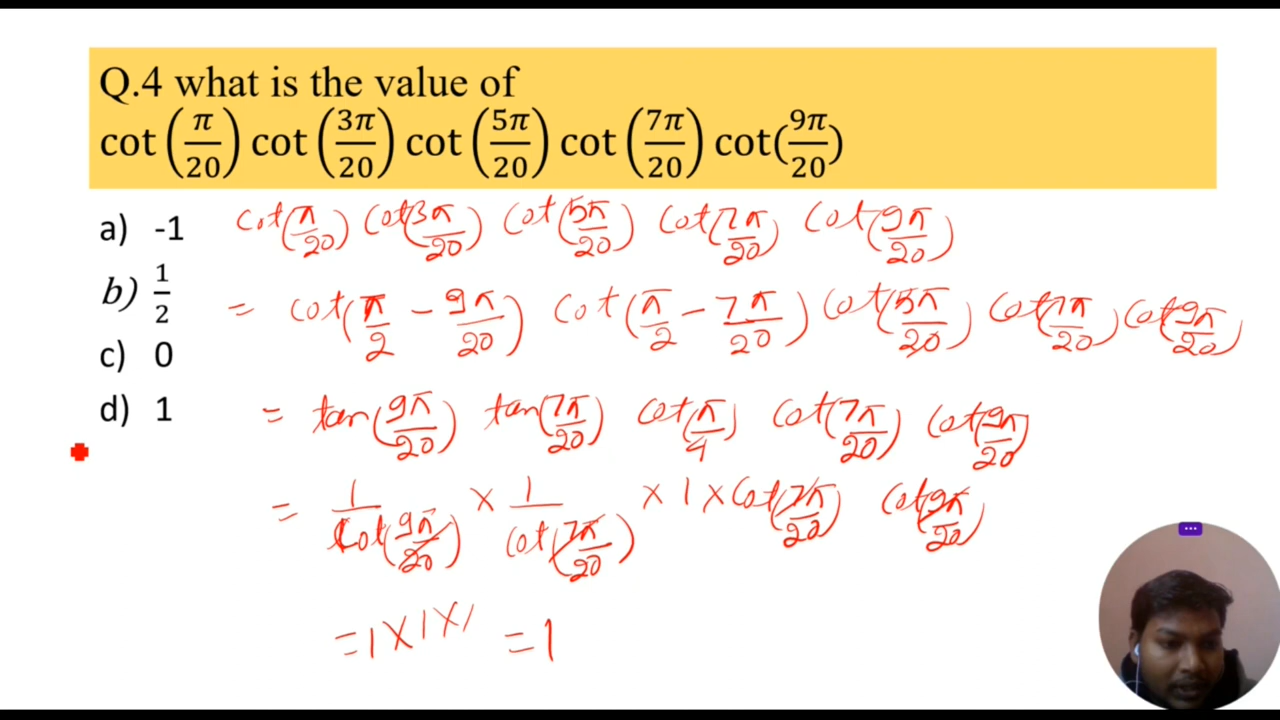 Q.4 what is the value of
cot(π/20) cot(3π/20) cot(5π/20) cot(7π/20) cot(9π/20)
a) -1
b) 1/2
c) 0
d) 1
cot(π/20) cot(3π/20) cot(5π/20) cot(7π/20) cot(9π/20)
= cot(π/2 - 9π/20) cot(π/2 - 7π/20) cot(5π/20) cot(7π/20) cot(9π/20)
= tan(9π/20) tan(7π/20) cot(π/4) cot(7π/20) cot(9π/20)
= 1/cot(9π/20) × 1/cot(7π/20) × 1 × cot(7π/20) cot(9π/20)
= 1 × 1 × 1 = 1